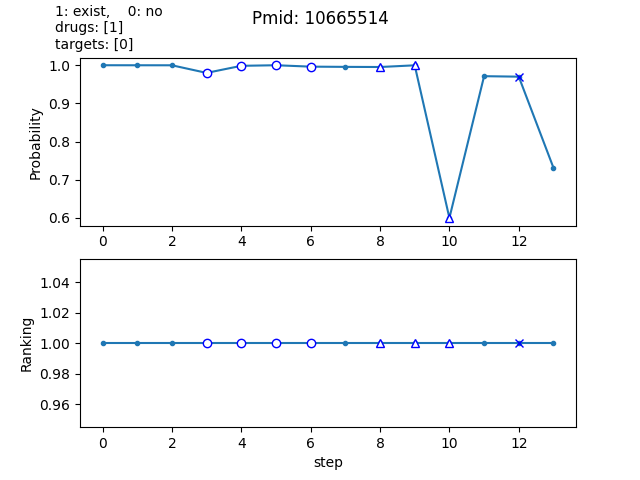 1: exist,    0: no
drugs: [1]
targets: [0]
Pmid: 10665514
1.0
0.9
0.8
0.7
0.6
Probability
0 2 4 6 8 10 12
1.04
1.02
1.00
0.98
0.96
Ranking
0 2 4 6 8 10 12
step